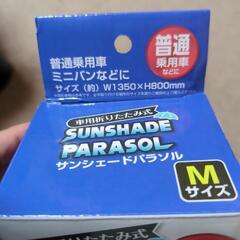 普通乗用車
ミニバンなどに
サイズ（約）W1350×H800mm
普通
乗用車
などに
車用折りたたみ式
SUNSHADE
PARASOL
サンシェードパラソル
M
サイズ